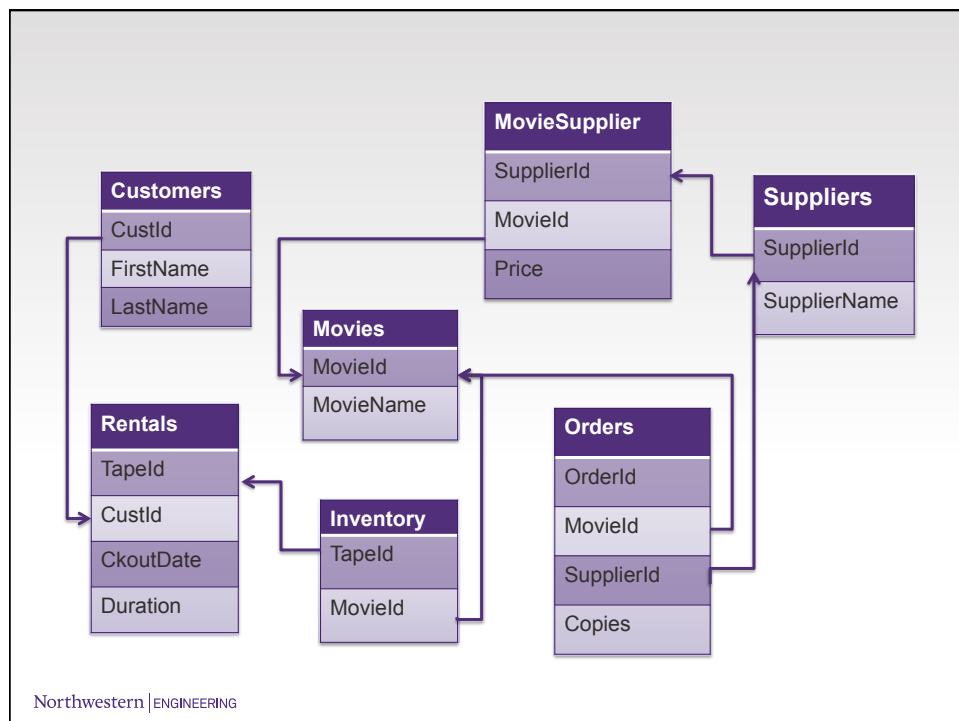 MovieSupplier
SupplierId
MovieId
Price
Customers
CustId
FirstName
LastName
Suppliers
SupplierId
SupplierName
Movies
MovieId
MovieName
Rentals
TapeId
CustId
CkoutDate
Duration
Inventory
TapeId
MovieId
Orders
OrderId
MovieId
SupplierId
Copies
Northwestern | ENGINEERING